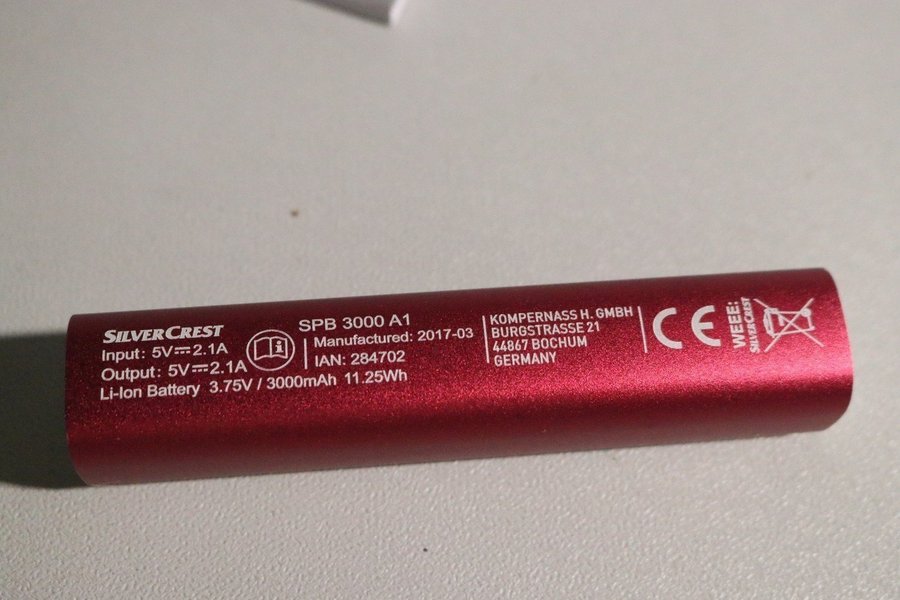 SILVERCREST
Input: 5V⎓2.1A
Output: 5V⎓2.1A
Li-Ion Battery 3.75V / 3000mAh 11.25Wh
SPB 3000 A1
Manufactured: 2017-03
IAN: 284702
KOMPERNASS H. GMBH
BURGSTRASSE 21
44867 BOCHUM
GERMANY
CE
WEEE:
SILVERCREST